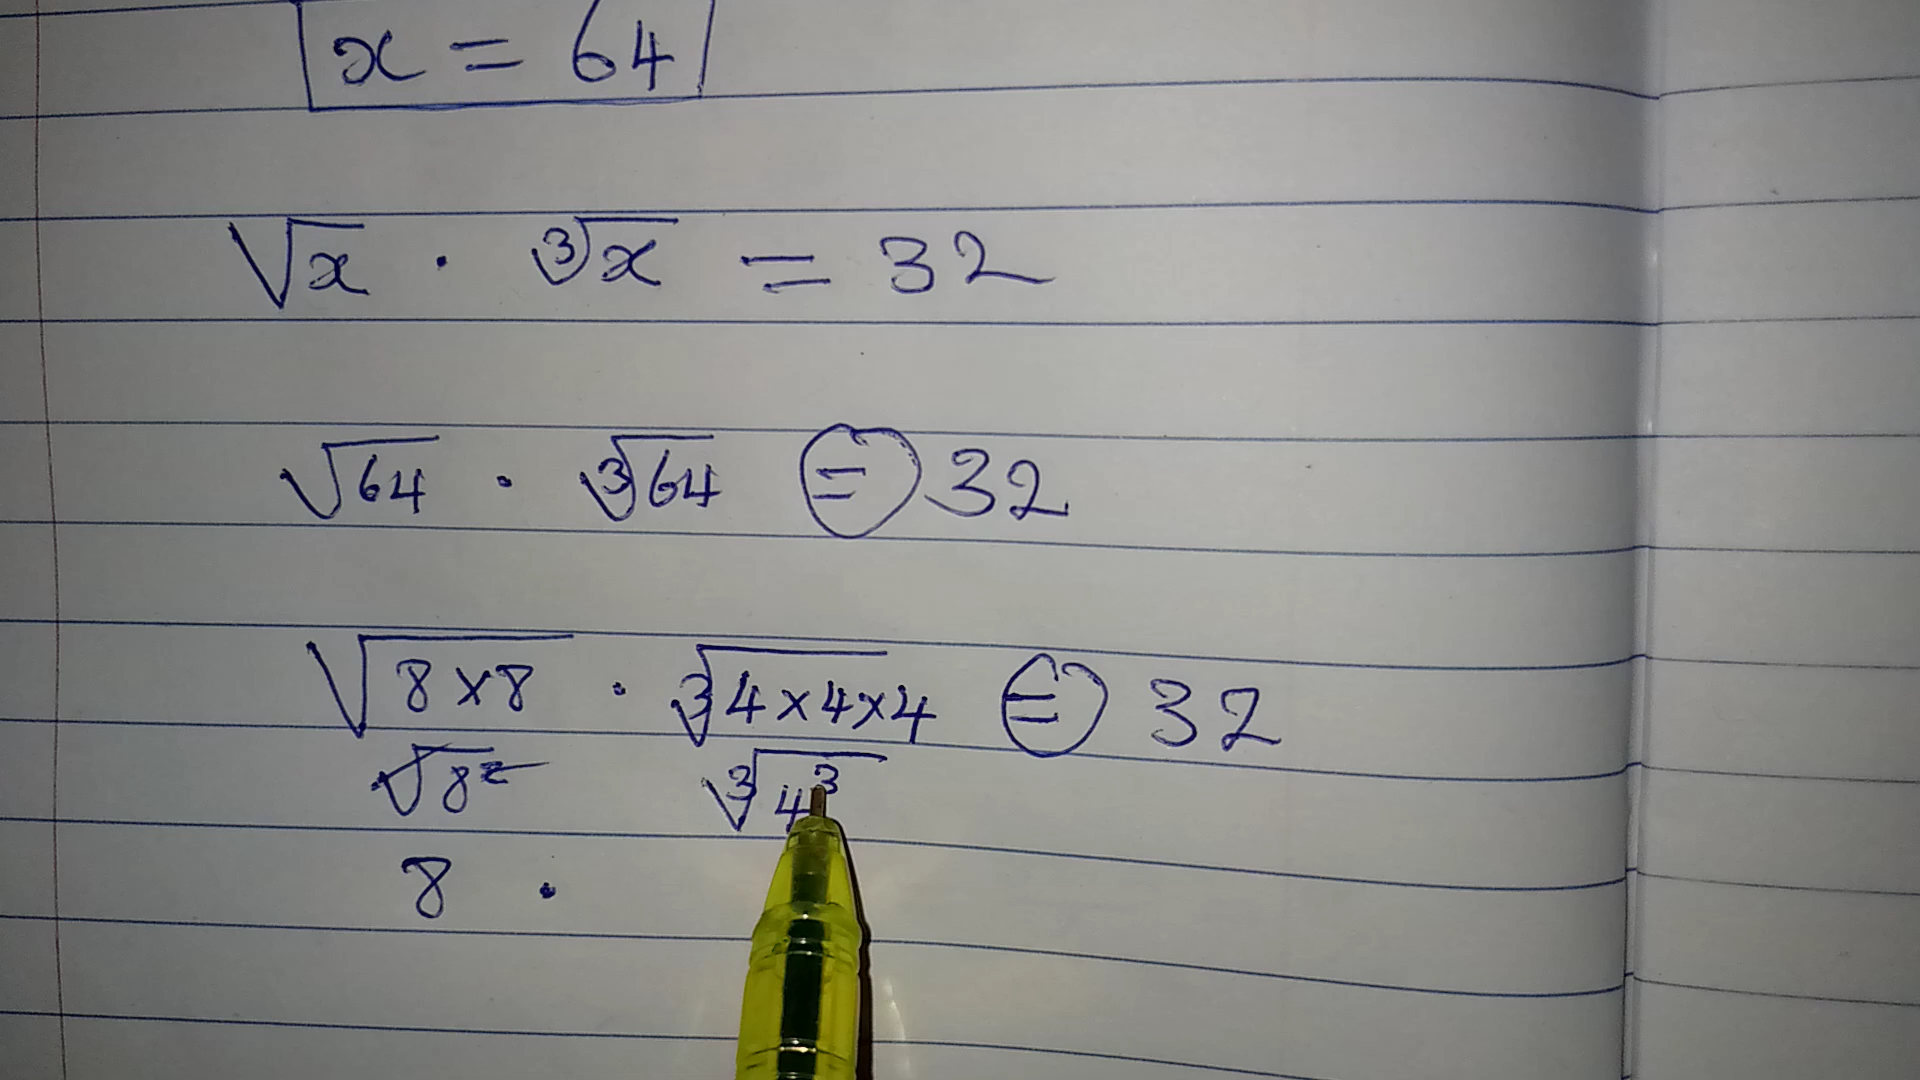 x = 64
√x · ∛x = 32
√64 · ∛64 = 32
√8×8 · ∛4×4×4 = 32
√8² ∛4³
8 ·